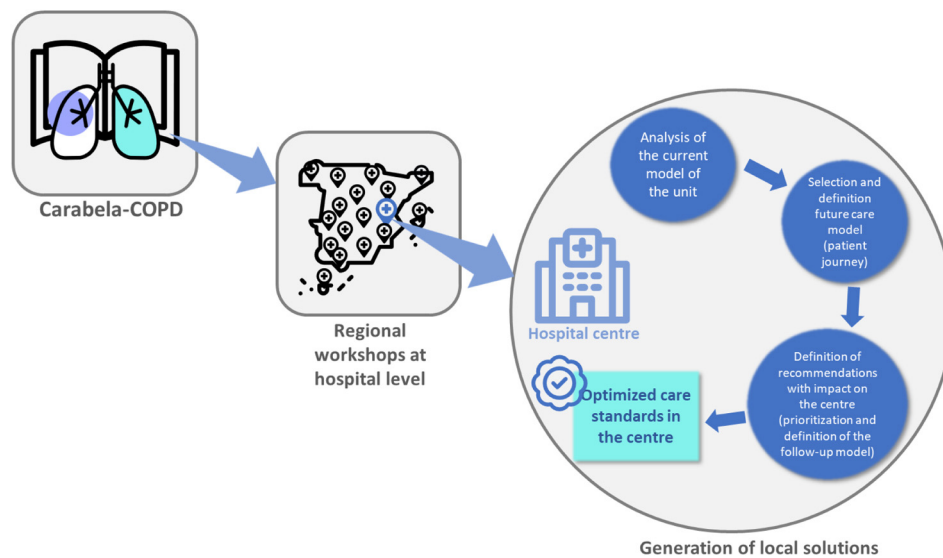 Carabela-COPD
Regional
workshops at
hospital level
Analysis of
the current
model of
the unit
Selection and
definition
future care
model
(patient
journey)
Hospital centre
Definition of
recommendations
with impact on
the centre
(prioritization and
definition of the
follow-up model)
Optimized care
standards in
the centre
Generation of local solutions